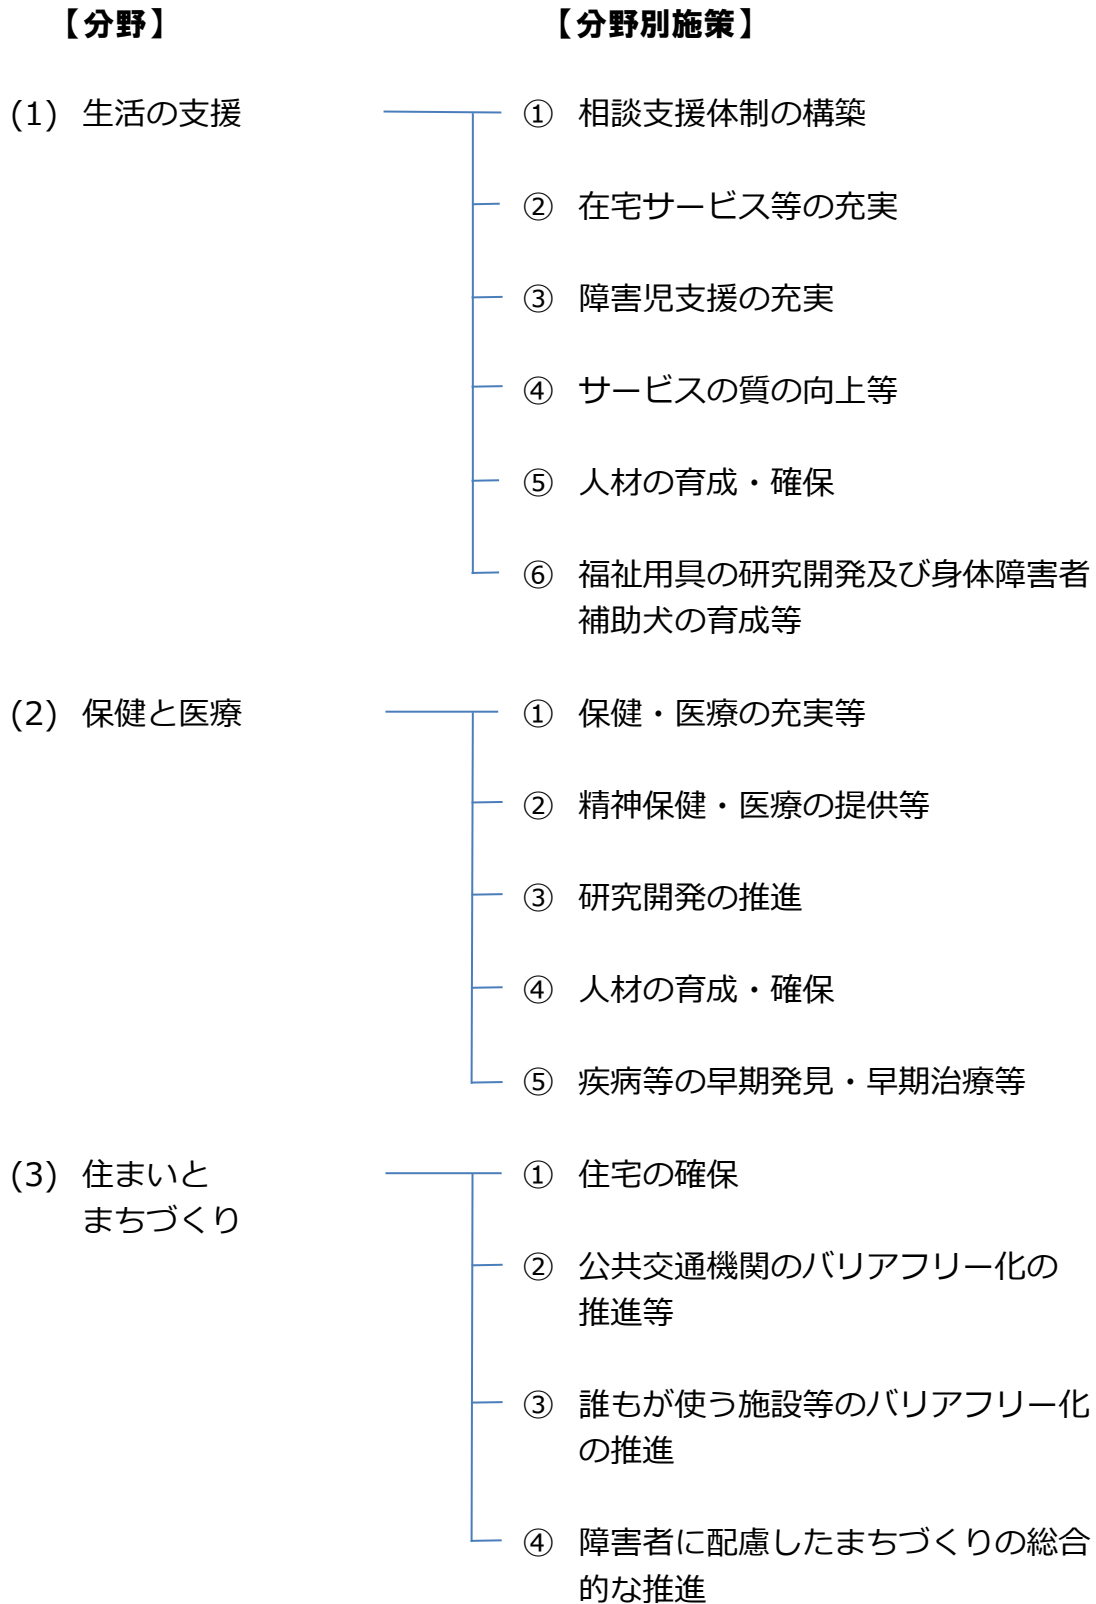 【分野】 【分野別施策】
(1) 生活の支援 ① 相談支援体制の構築
② 在宅サービス等の充実
③ 障害児支援の充実
④ サービスの質の向上等
⑤ 人材の育成・確保
⑥ 福祉用具の研究開発及び身体障害者
補助犬の育成等
(2) 保健と医療 ① 保健・医療の充実等
② 精神保健・医療の提供等
③ 研究開発の推進
④ 人材の育成・確保
⑤ 疾病等の早期発見・早期治療等
(3) 住まいと ① 住宅の確保
まちづくり
② 公共交通機関のバリアフリー化の
推進等
③ 誰もが使う施設等のバリアフリー化
の推進
④ 障害者に配慮したまちづくりの総合
的な推進